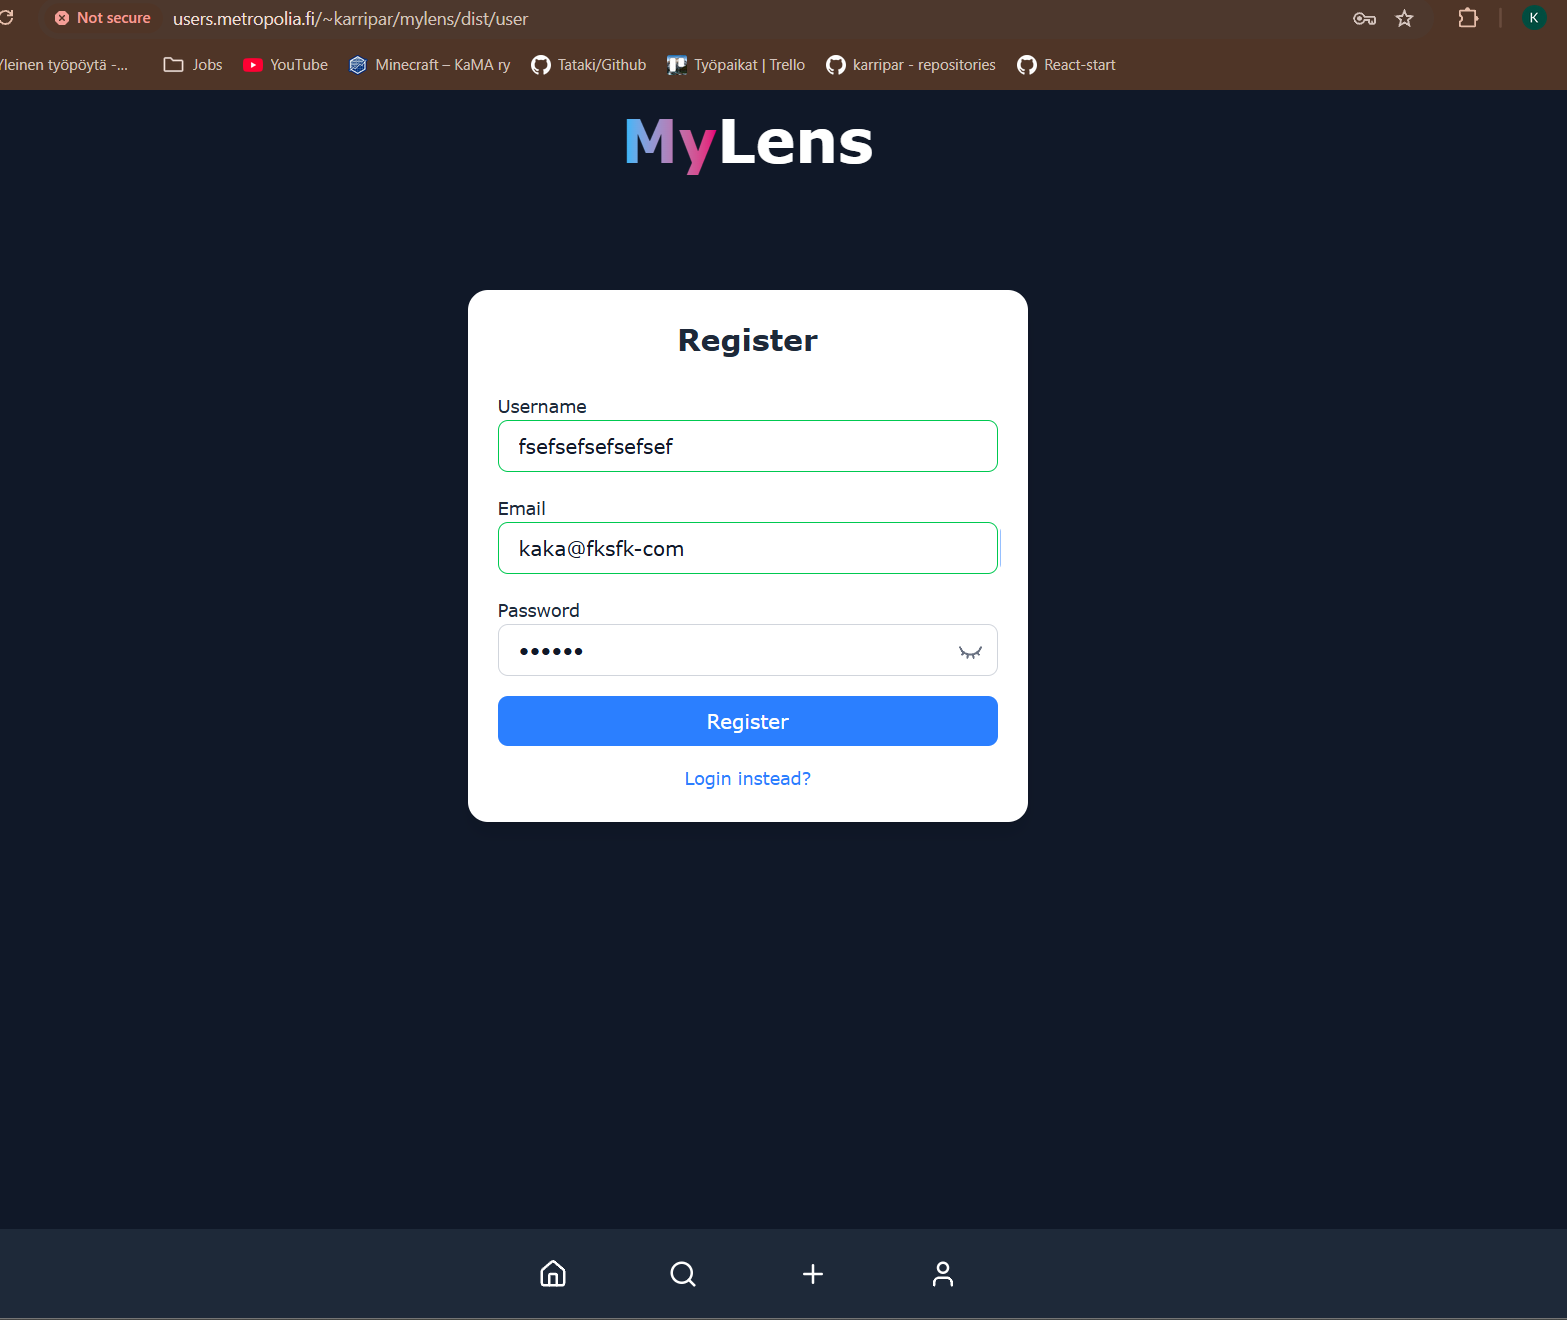 Not secure users.metropolia.fi/~karripar/mylens/dist/user K
Yleinen työpöytä -... Jobs YouTube Minecraft – KaMA ry Tataki/Github Työpaikat | Trello karripar - repositories React-start
MyLens
Register
Username
fsefsefsefsefsef
Email
kaka@fksfk-com
Password
••••••
Register
Login instead?